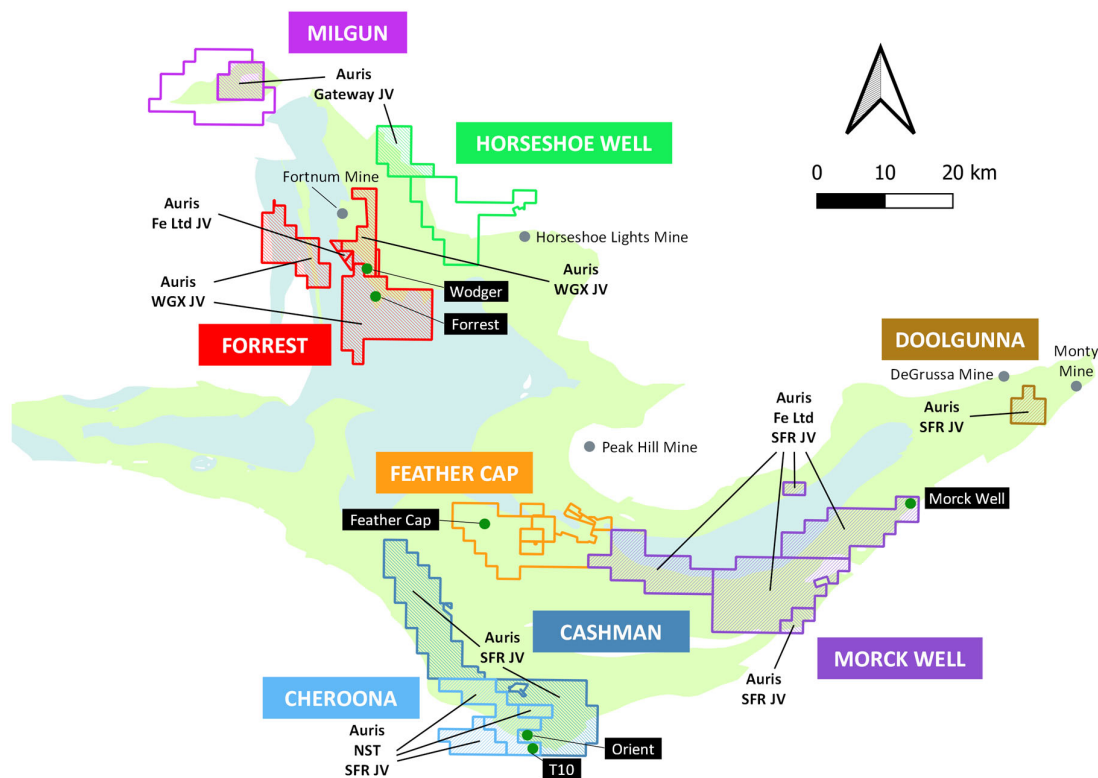 MILGUN
Auris
Gateway JV
HORSESHOE WELL
0 10 20 km
Fortnum Mine
Auris
Fe Ltd JV
Horseshoe Lights Mine
Auris
WGX JV
Auris
WGX JV
Wodger
Forrest
FORREST
DOOLGUNNA
Monty
Mine
DeGrussa Mine
Auris
Fe Ltd
SFR JV
Auris
SFR JV
Peak Hill Mine
FEATHER CAP
Feather Cap
Morck Well
Auris
SFR JV
CASHMAN
MORCK WELL
Auris
SFR JV
CHEROONA
Auris
NST
SFR JV
Orient
T10